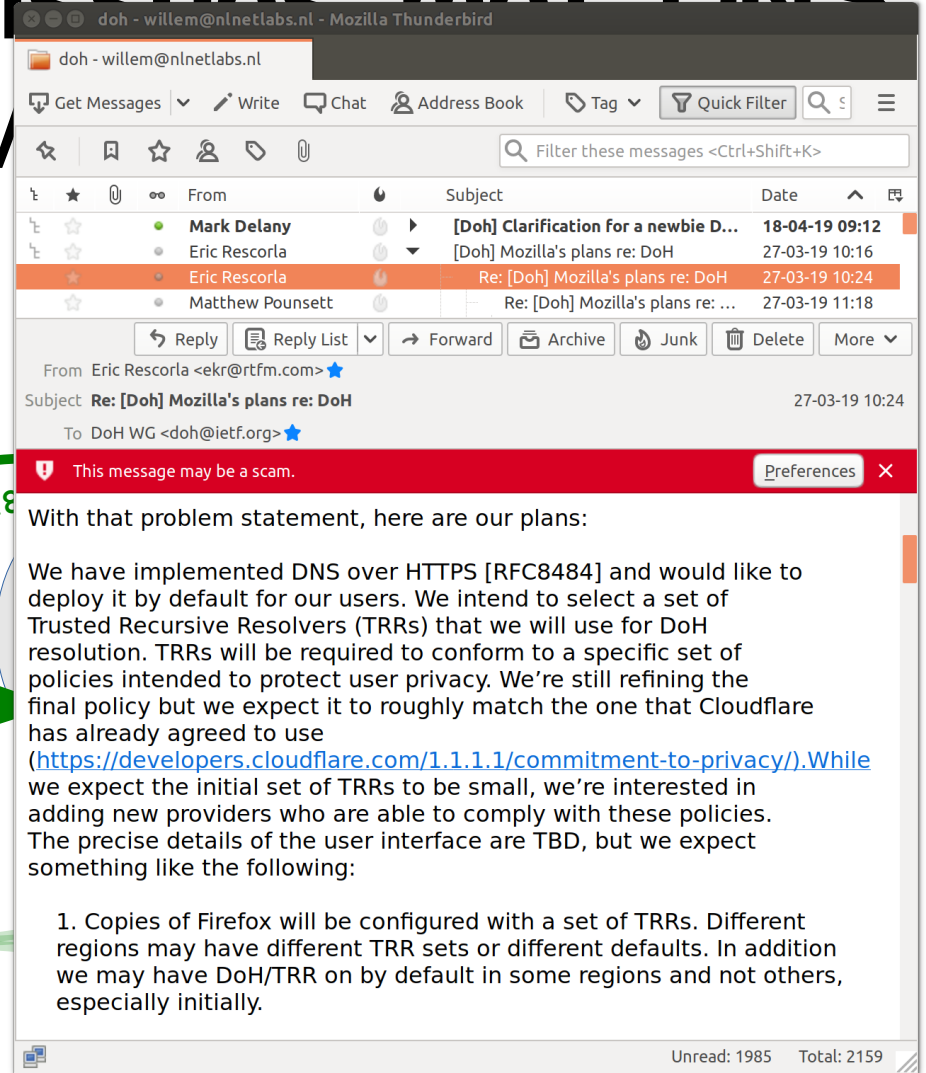 doh - willem@nlnetlabs.nl - Mozilla Thunderbird
doh - willem@nlnetlabs.nl
Get Messages Write Chat Address Book Tag Quick Filter
Filter these messages <Ctrl+Shift+K>
From Subject Date
Mark Delany [Doh] Clarification for a newbie D... 18-04-19 09:12
Eric Rescorla [Doh] Mozilla's plans re: DoH 27-03-19 10:16
Eric Rescorla Re: [Doh] Mozilla's plans re: DoH 27-03-19 10:24
Matthew Pounsett Re: [Doh] Mozilla's plans re: ... 27-03-19 11:18
Reply Reply List Forward Archive Junk Delete More
From Eric Rescorla <ekr@rtfm.com>
Subject Re: [Doh] Mozilla's plans re: DoH 27-03-19 10:24
To DoH WG <doh@ietf.org>
This message may be a scam. Preferences
With that problem statement, here are our plans:
We have implemented DNS over HTTPS [RFC8484] and would like to
deploy it by default for our users. We intend to select a set of
Trusted Recursive Resolvers (TRRs) that we will use for DoH
resolution. TRRs will be required to conform to a specific set of
policies intended to protect user privacy. We’re still refining the
final policy but we expect it to roughly match the one that Cloudflare
has already agreed to use
(https://developers.cloudflare.com/1.1.1.1/commitment-to-privacy/).While
we expect the initial set of TRRs to be small, we’re interested in
adding new providers who are able to comply with these policies.
The precise details of the user interface are TBD, but we expect
something like the following:
1. Copies of Firefox will be configured with a set of TRRs. Different
regions may have different TRR sets or different defaults. In addition
we may have DoH/TRR on by default in some regions and not others,
especially initially.
Unread: 1985 Total: 2159